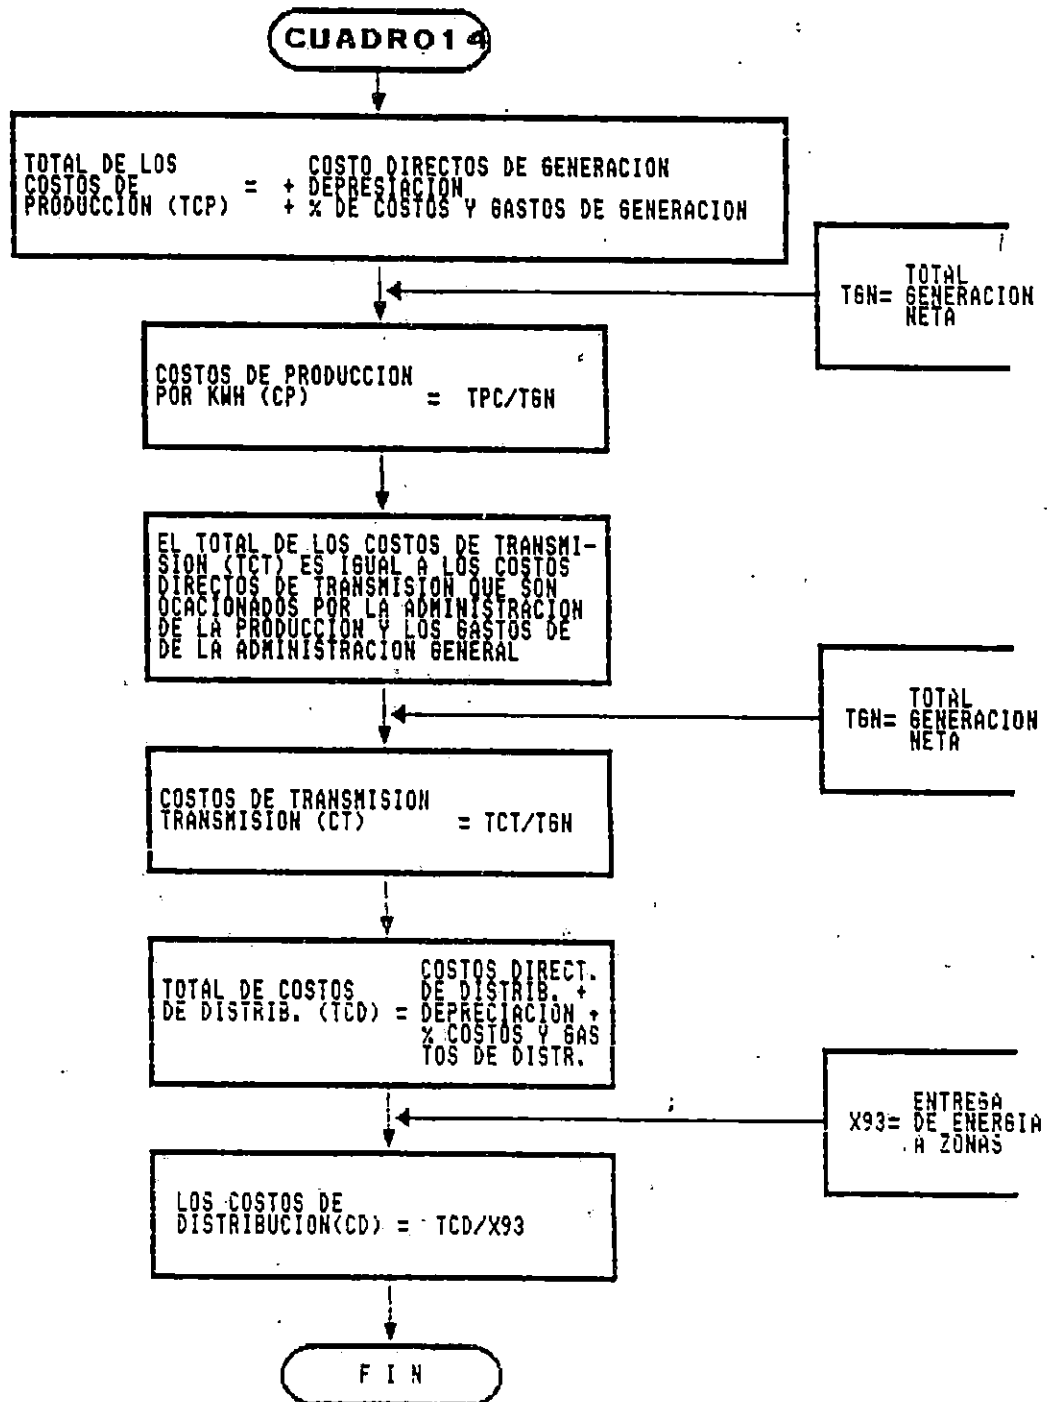 CUADRO14
TOTAL DE LOS COSTO DIRECTOS DE GENERACION
COSTOS DE = + DEPRESIACION
PRODUCCION (TCP) + % DE COSTOS Y GASTOS DE GENERACION
TOTAL
TGN= GENERACION
NETA
COSTOS DE PRODUCCION
POR KWH (CP) = TPC/TGN
EL TOTAL DE LOS COSTOS DE TRANSMI-
SION (TCT) ES IGUAL A LOS COSTOS
DIRECTOS DE TRANSMISION QUE SON
OCACIONADOS POR LA ADMINISTRACION
DE LA PRODUCCION Y LOS GASTOS DE
DE LA ADMINISTRACION GENERAL
TOTAL
TGN= GENERACION
NETA
COSTOS DE TRANSMISION
TRANSMISION (CT) = TCT/TGN
COSTOS DIRECT.
TOTAL DE COSTOS DE DISTRIB. +
DE DISTRIB. (TCD) = DEPRECIACION +
% COSTOS Y GAS
TOS DE DISTR.
ENTREGA
X93= DE ENERGIA
A ZONAS
LOS COSTOS DE
DISTRIBUCION(CD) = TCD/X93
F I N